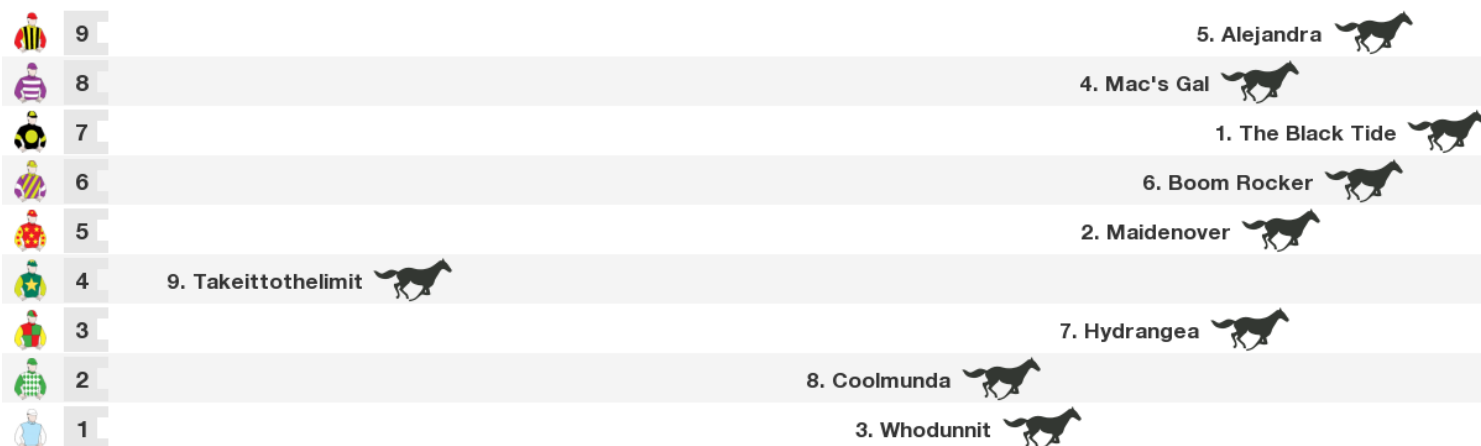 9 5. Alejandra
8 4. Mac's Gal
7 1. The Black Tide
6 6. Boom Rocker
5 2. Maidenover
4 9. Takeittothelimit
3 7. Hydrangea
2 8. Coolmunda
1 3. Whodunnit